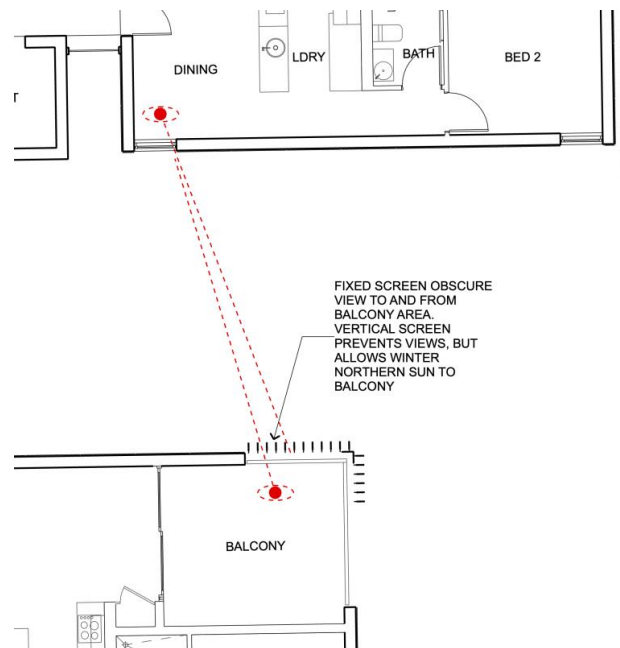 DINING
LDRY
BATH
BED 2
T
FIXED SCREEN OBSCURE
VIEW TO AND FROM
BALCONY AREA.
VERTICAL SCREEN
PREVENTS VIEWS, BUT
ALLOWS WINTER
NORTHERN SUN TO
BALCONY
BALCONY